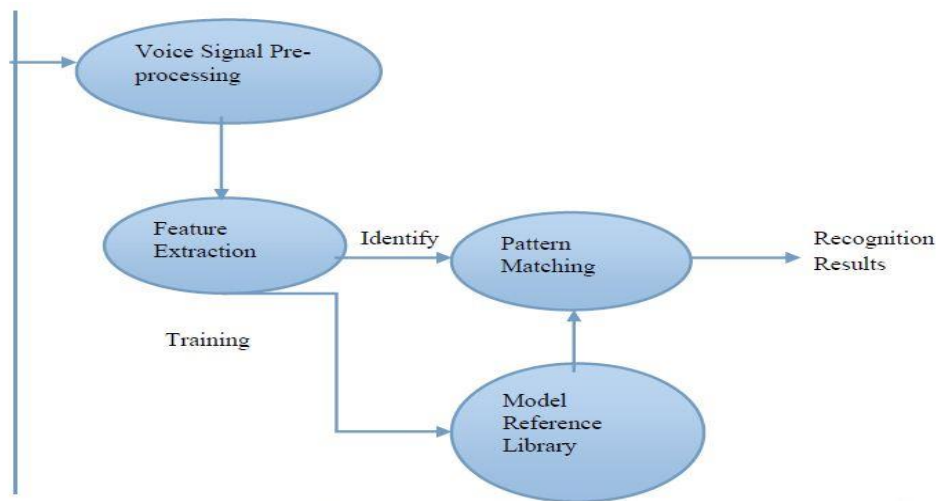 Voice Signal Pre-
processing
Feature
Extraction
Identify
Pattern
Matching
Recognition
Results
Training
Model
Reference
Library